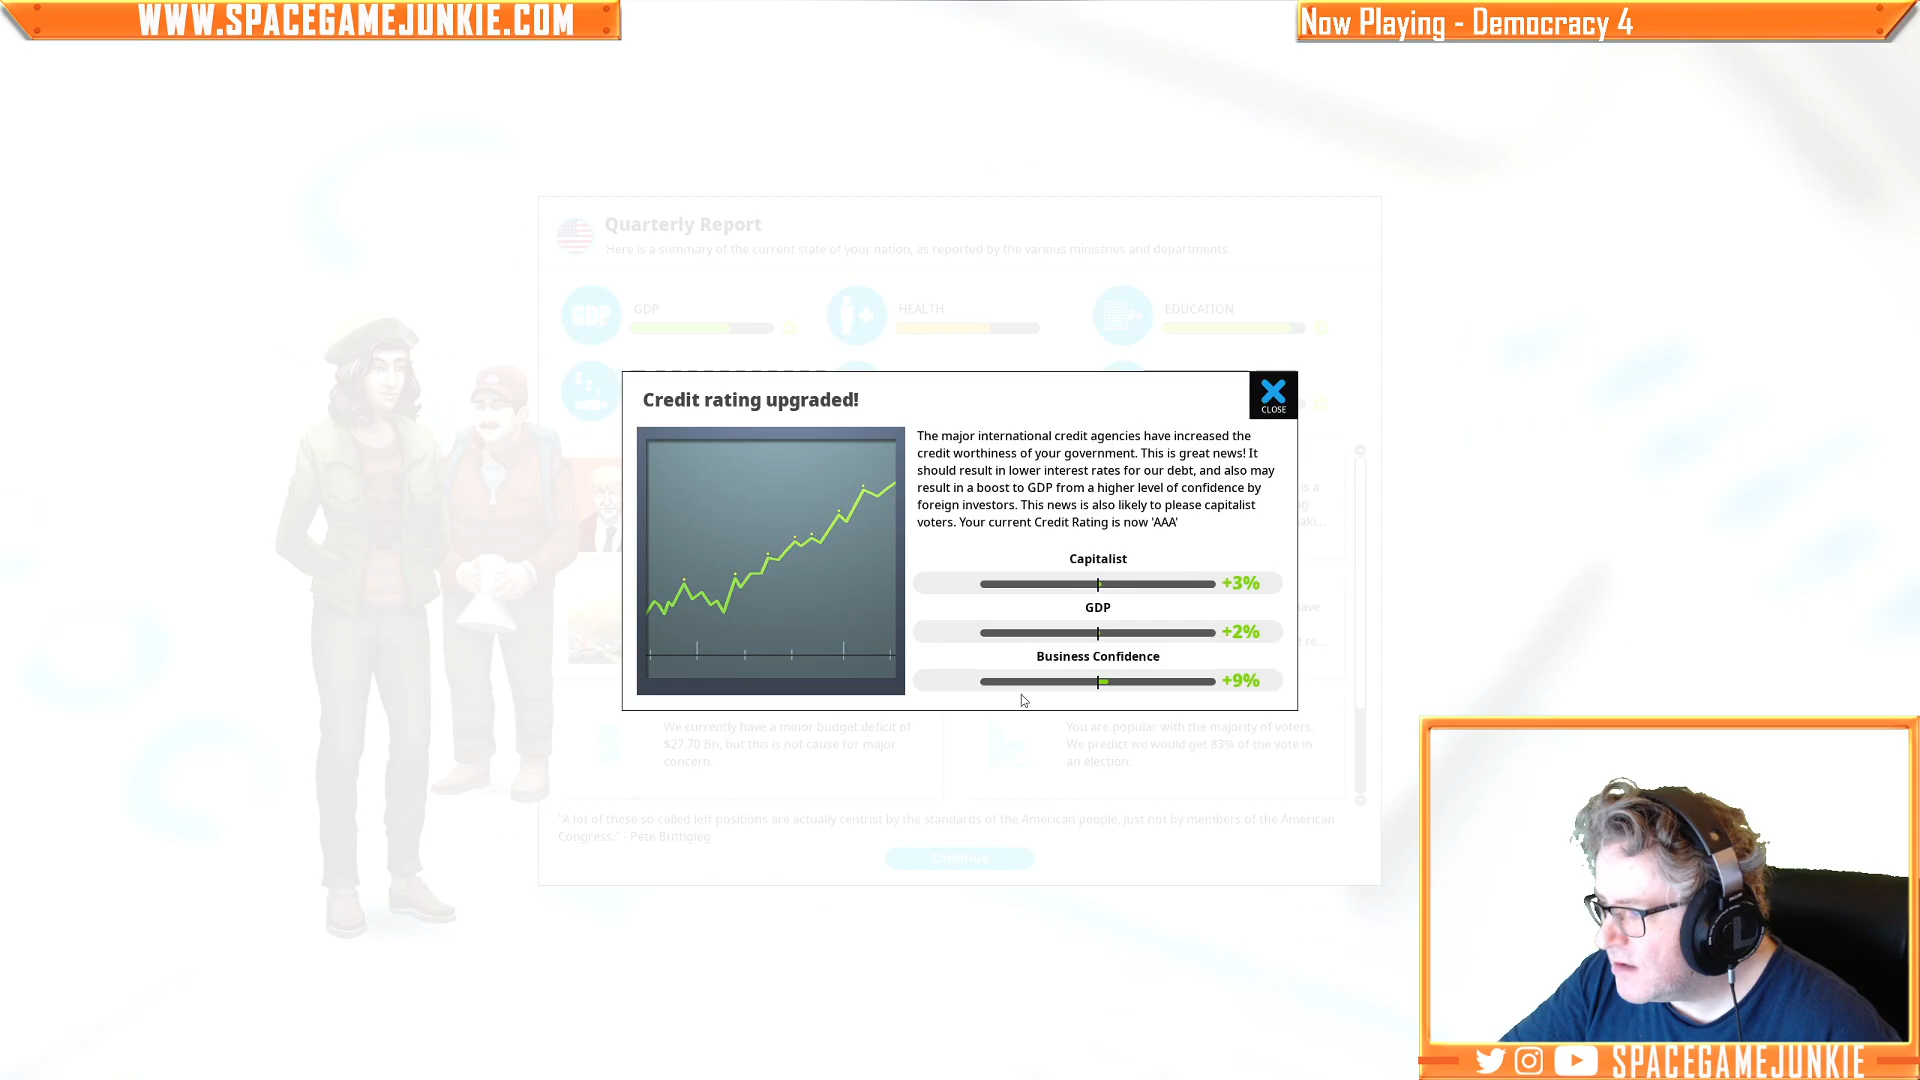 WWW.SPACEGAMEJUNKIE.COM
Now Playing - Democracy 4
Quarterly Report
Here is a summary of the current state of your nation, as reported by the various ministries and departments.
GDP
GDP
HEALTH
EDUCATION
Credit rating upgraded!
CLOSE
The major international credit agencies have increased the
credit worthiness of your government. This is great news! It
should result in lower interest rates for our debt, and also may
result in a boost to GDP from a higher level of confidence by
foreign investors. This news is also likely to please capitalist
voters. Your current Credit Rating is now 'AAA'
Capitalist
+3%
GDP
+2%
Business Confidence
+9%
We currently have a minor budget deficit of
$27.70 Bn, but this is not cause for major
concern.
You are popular with the majority of voters.
We predict we would get 83% of the vote in
an election.
"A lot of these so-called left positions are actually centrist by the standards of the American people, just not by members of the American
Congress." - Pete Buttigieg
Continue
SPACEGAMEJUNKIE